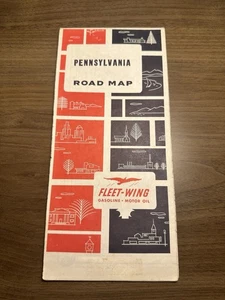 PENNSYLVANIA
ROAD MAP
FLEET-WING
GASOLINE • MOTOR OIL